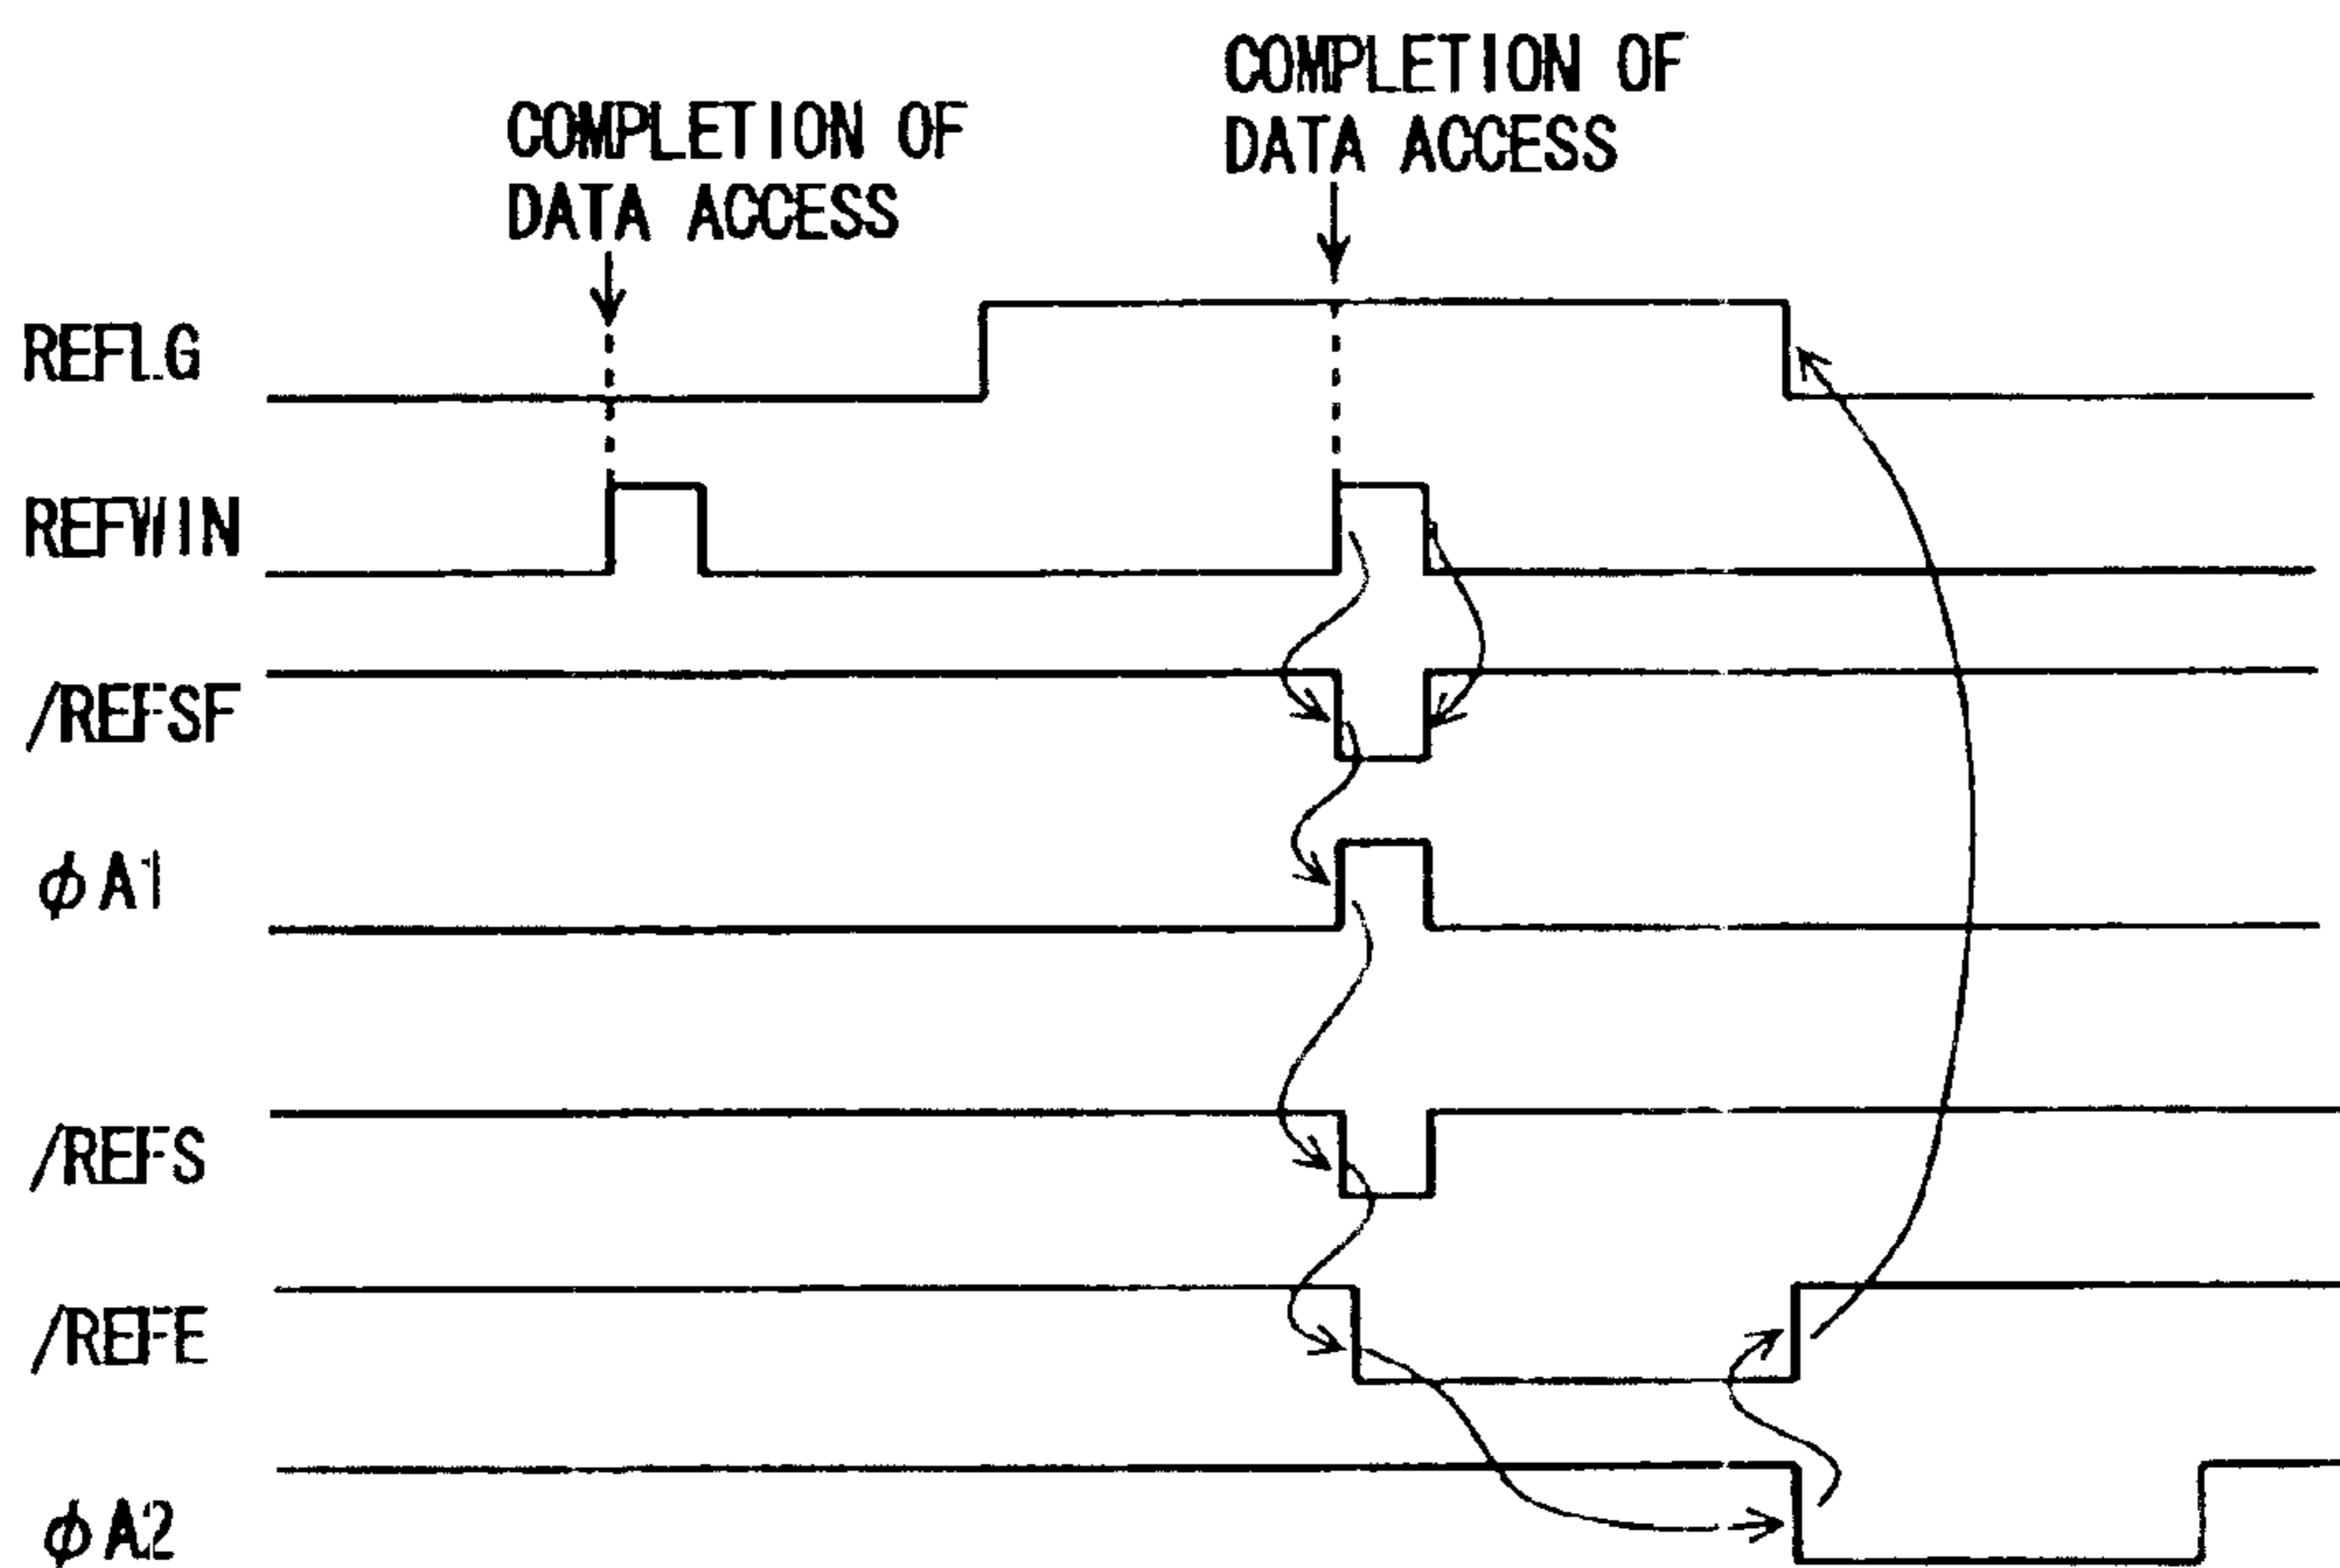 COMPLETION OF
DATA ACCESS
COMPLETION OF
DATA ACCESS
REFLG
REFWIN
/REFSF
φA1
/REFS
/REFE
φA2